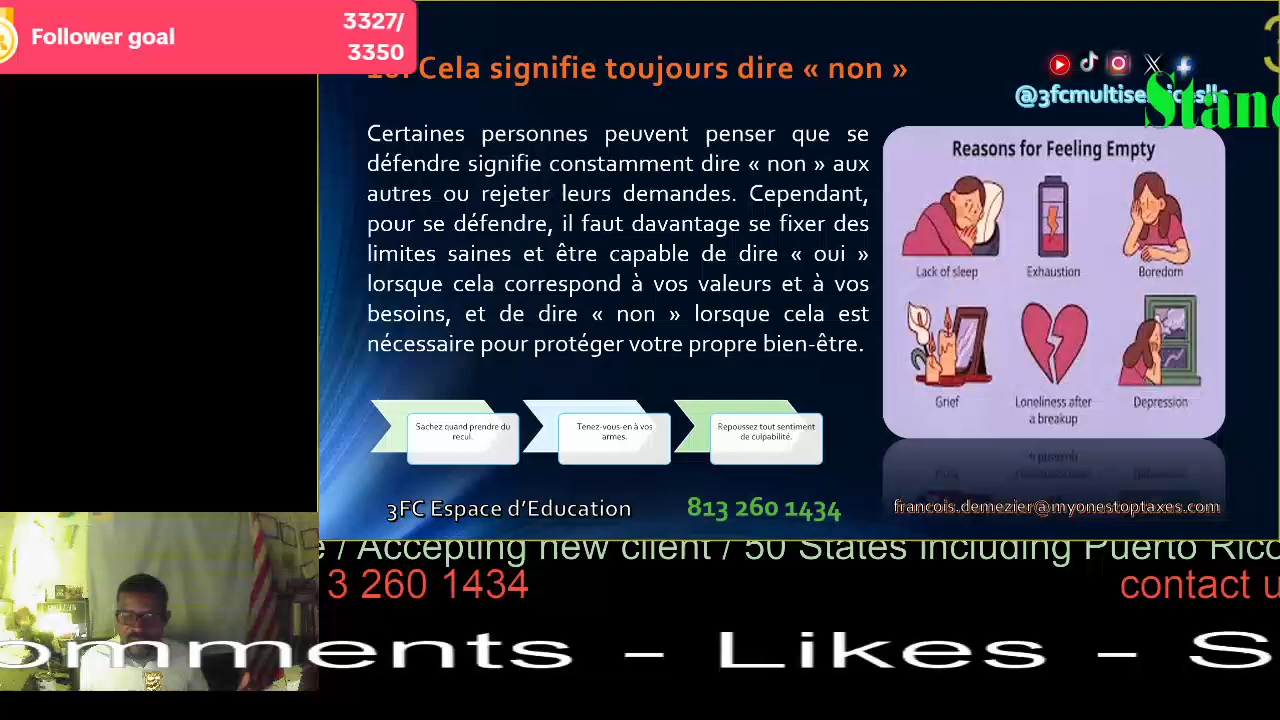 Follower goal
3327/
3350
Cela signifie toujours dire « non »
@3fcmultiservicesllc
Certaines personnes peuvent penser que se
défendre signifie constamment dire « non » aux
autres ou rejeter leurs demandes. Cependant,
pour se défendre, il faut davantage se fixer des
limites saines et être capable de dire « oui »
lorsque cela correspond à vos valeurs et à vos
besoins, et de dire « non » lorsque cela est
nécessaire pour protéger votre propre bien-être.
Reasons for Feeling Empty
Lack of sleep
Exhaustion
Boredom
Grief
Loneliness after
a breakup
Depression
Sachez quand prendre du
recul.
Tenez-vous-en à vos
armes.
Repoussez tout sentiment
de culpabilité.
3FC Espace d’Education
813 260 1434
francois.demezier@myonestoptaxes.com
/ Accepting new client / 50 States Including Puerto Rico
3 260 1434
contact u
omments - Likes - S